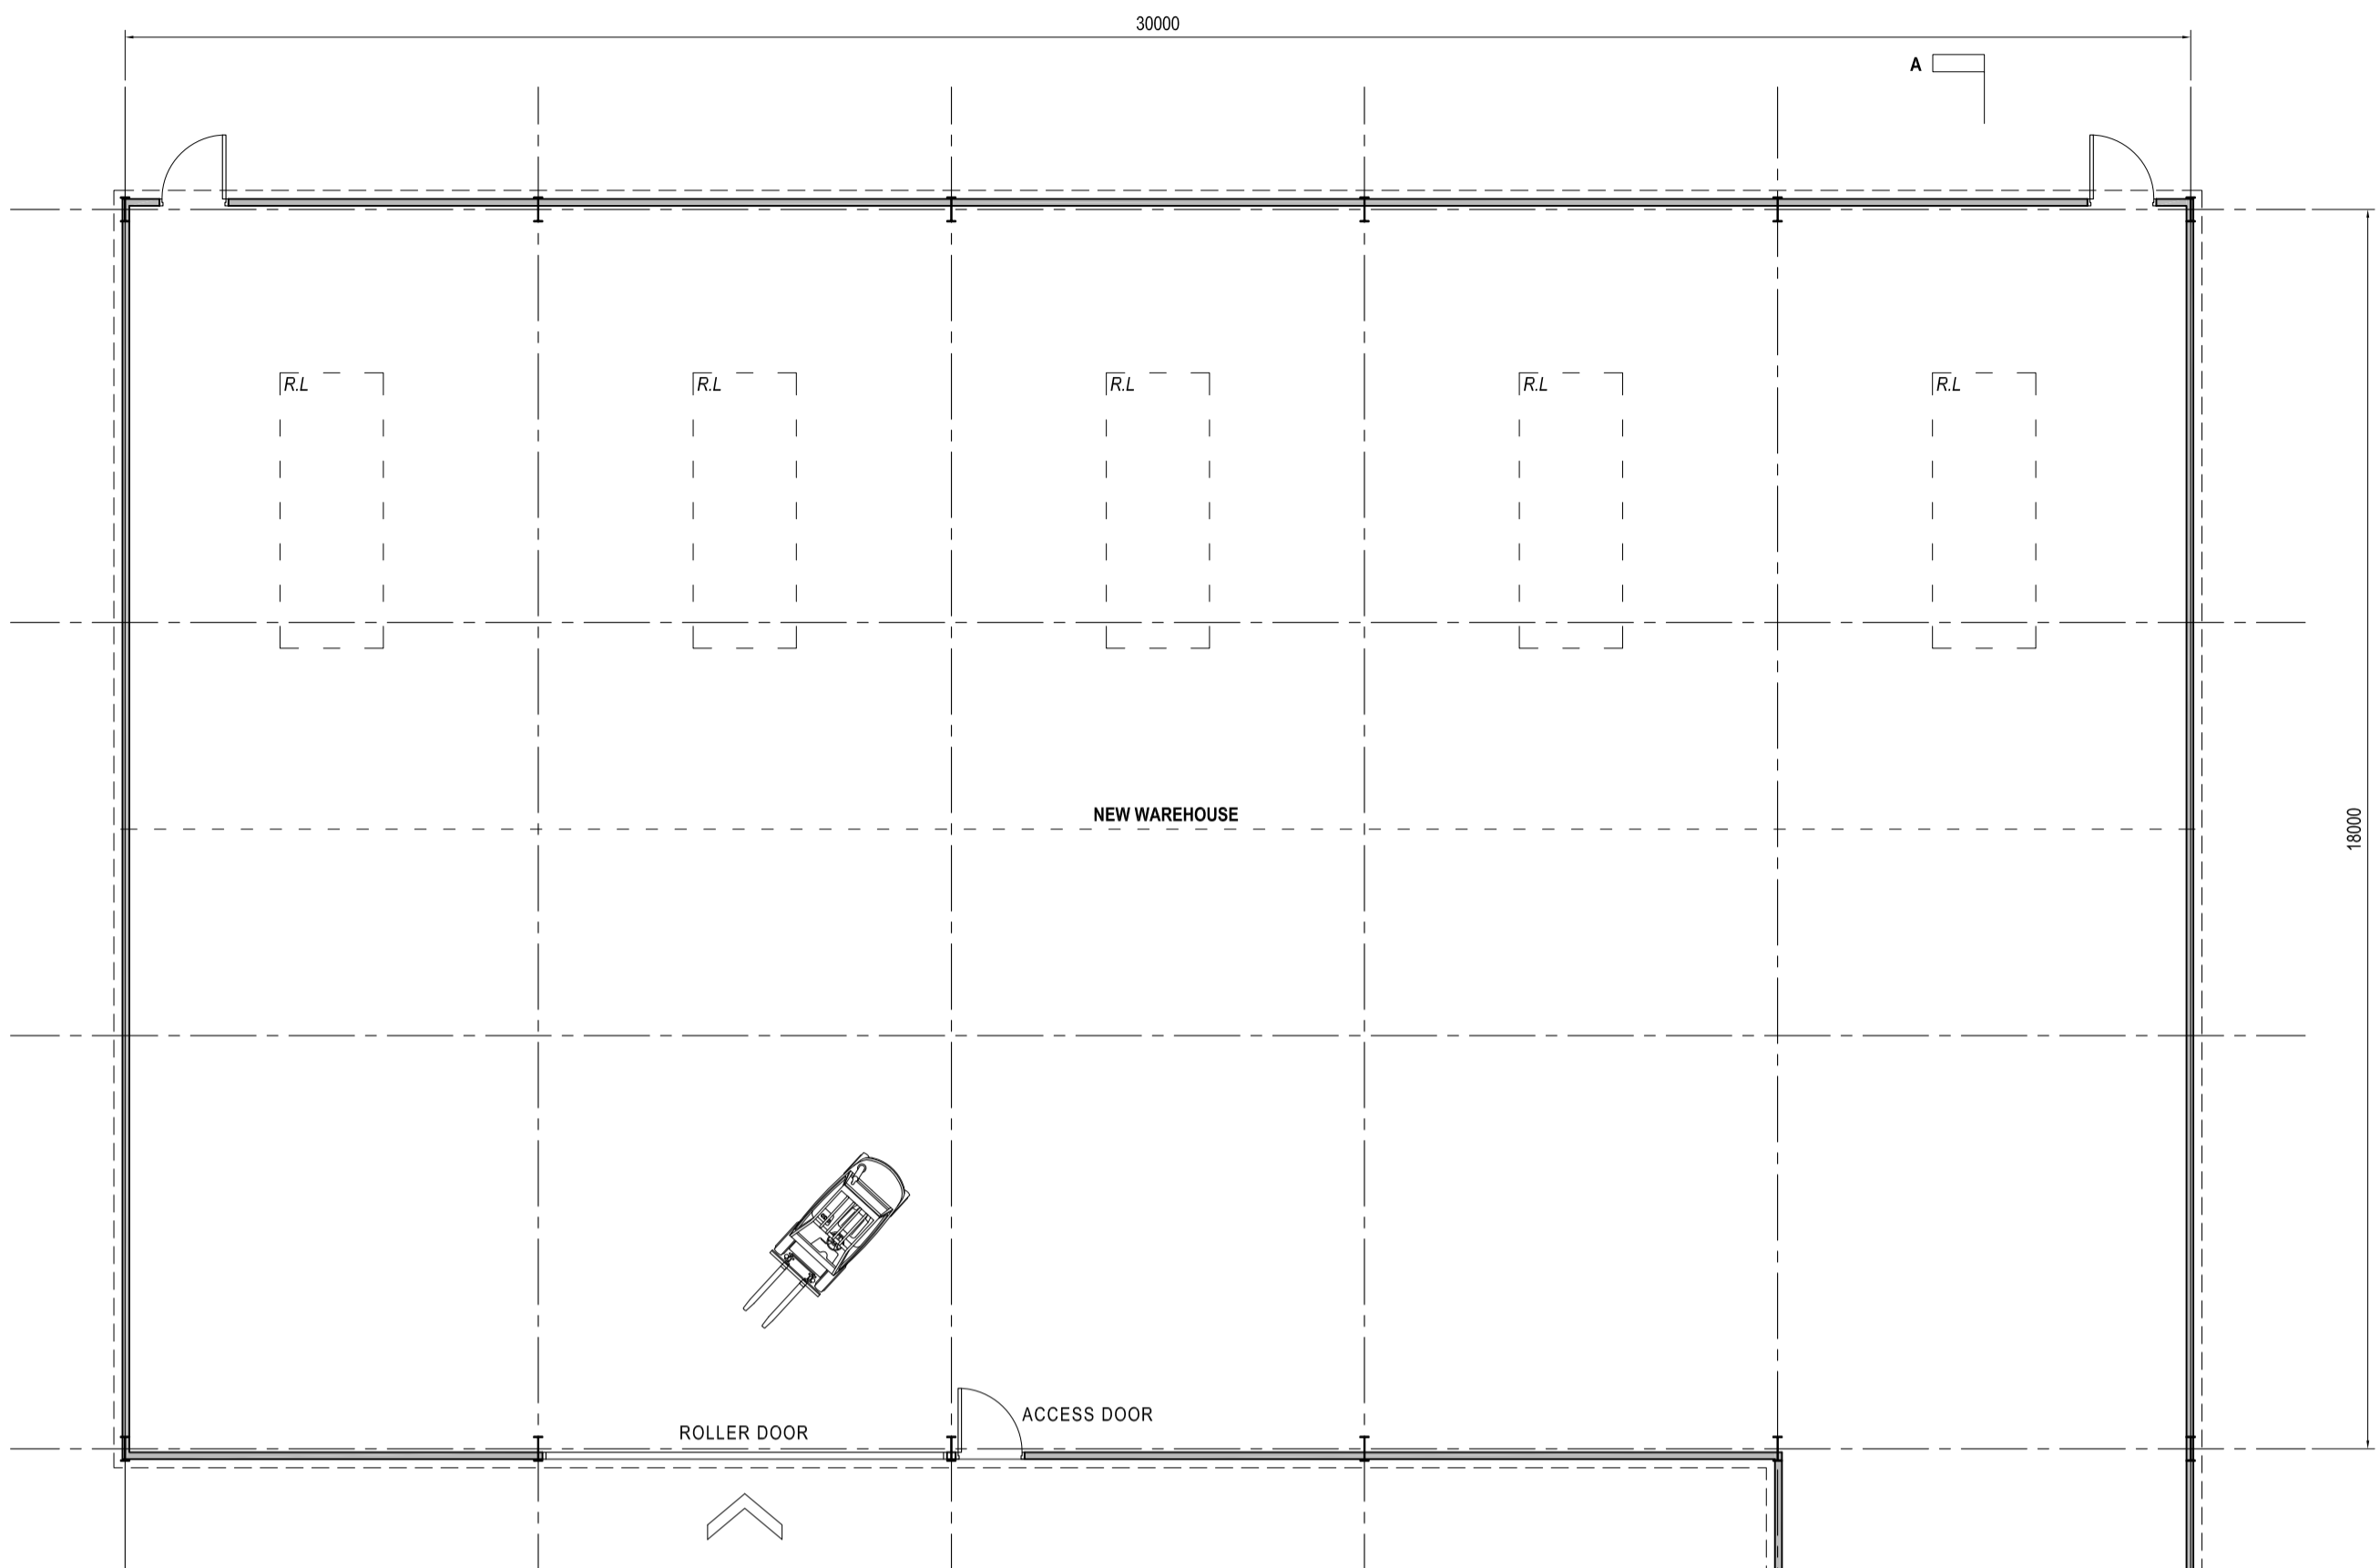 30000
A
R.L
R.L
R.L
R.L
R.L
NEW WAREHOUSE
18000
ROLLER DOOR
ACCESS DOOR